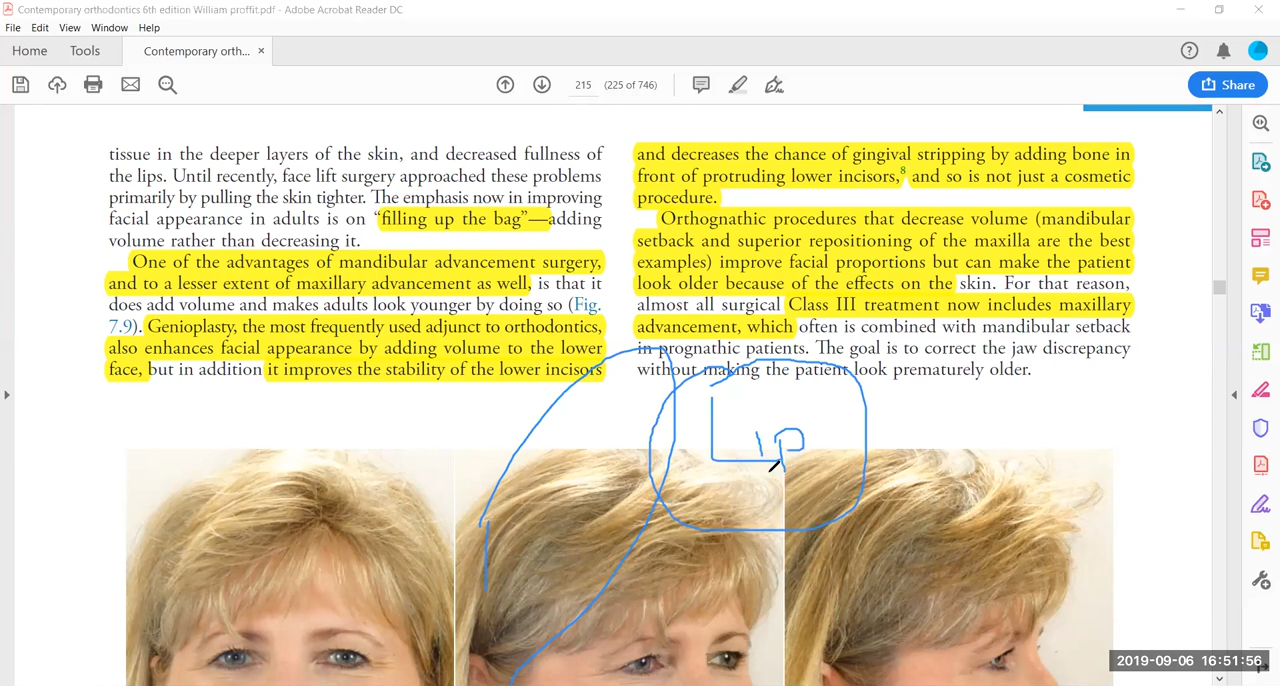 Contemporary orthodontics 6th edition William proffit.pdf - Adobe Acrobat Reader DC
File Edit View Window Help
Home Tools Contemporary orth... ×
215 (225 of 746)
Share
tissue in the deeper layers of the skin, and decreased fullness of
the lips. Until recently, face lift surgery approached these problems
primarily by pulling the skin tighter. The emphasis now in improving
facial appearance in adults is on “filling up the bag”—adding
volume rather than decreasing it.
One of the advantages of mandibular advancement surgery,
and to a lesser extent of maxillary advancement as well, is that it
does add volume and makes adults look younger by doing so (Fig.
7.9). Genioplasty, the most frequently used adjunct to orthodontics,
also enhances facial appearance by adding volume to the lower
face, but in addition it improves the stability of the lower incisors
and decreases the chance of gingival stripping by adding bone in
front of protruding lower incisors,8 and so is not just a cosmetic
procedure.
Orthognathic procedures that decrease volume (mandibular
setback and superior repositioning of the maxilla are the best
examples) improve facial proportions but can make the patient
look older because of the effects on the skin. For that reason,
almost all surgical Class III treatment now includes maxillary
advancement, which often is combined with mandibular setback
in prognathic patients. The goal is to correct the jaw discrepancy
without making the patient look prematurely older.
Lip
2019-09-06 16:51:56